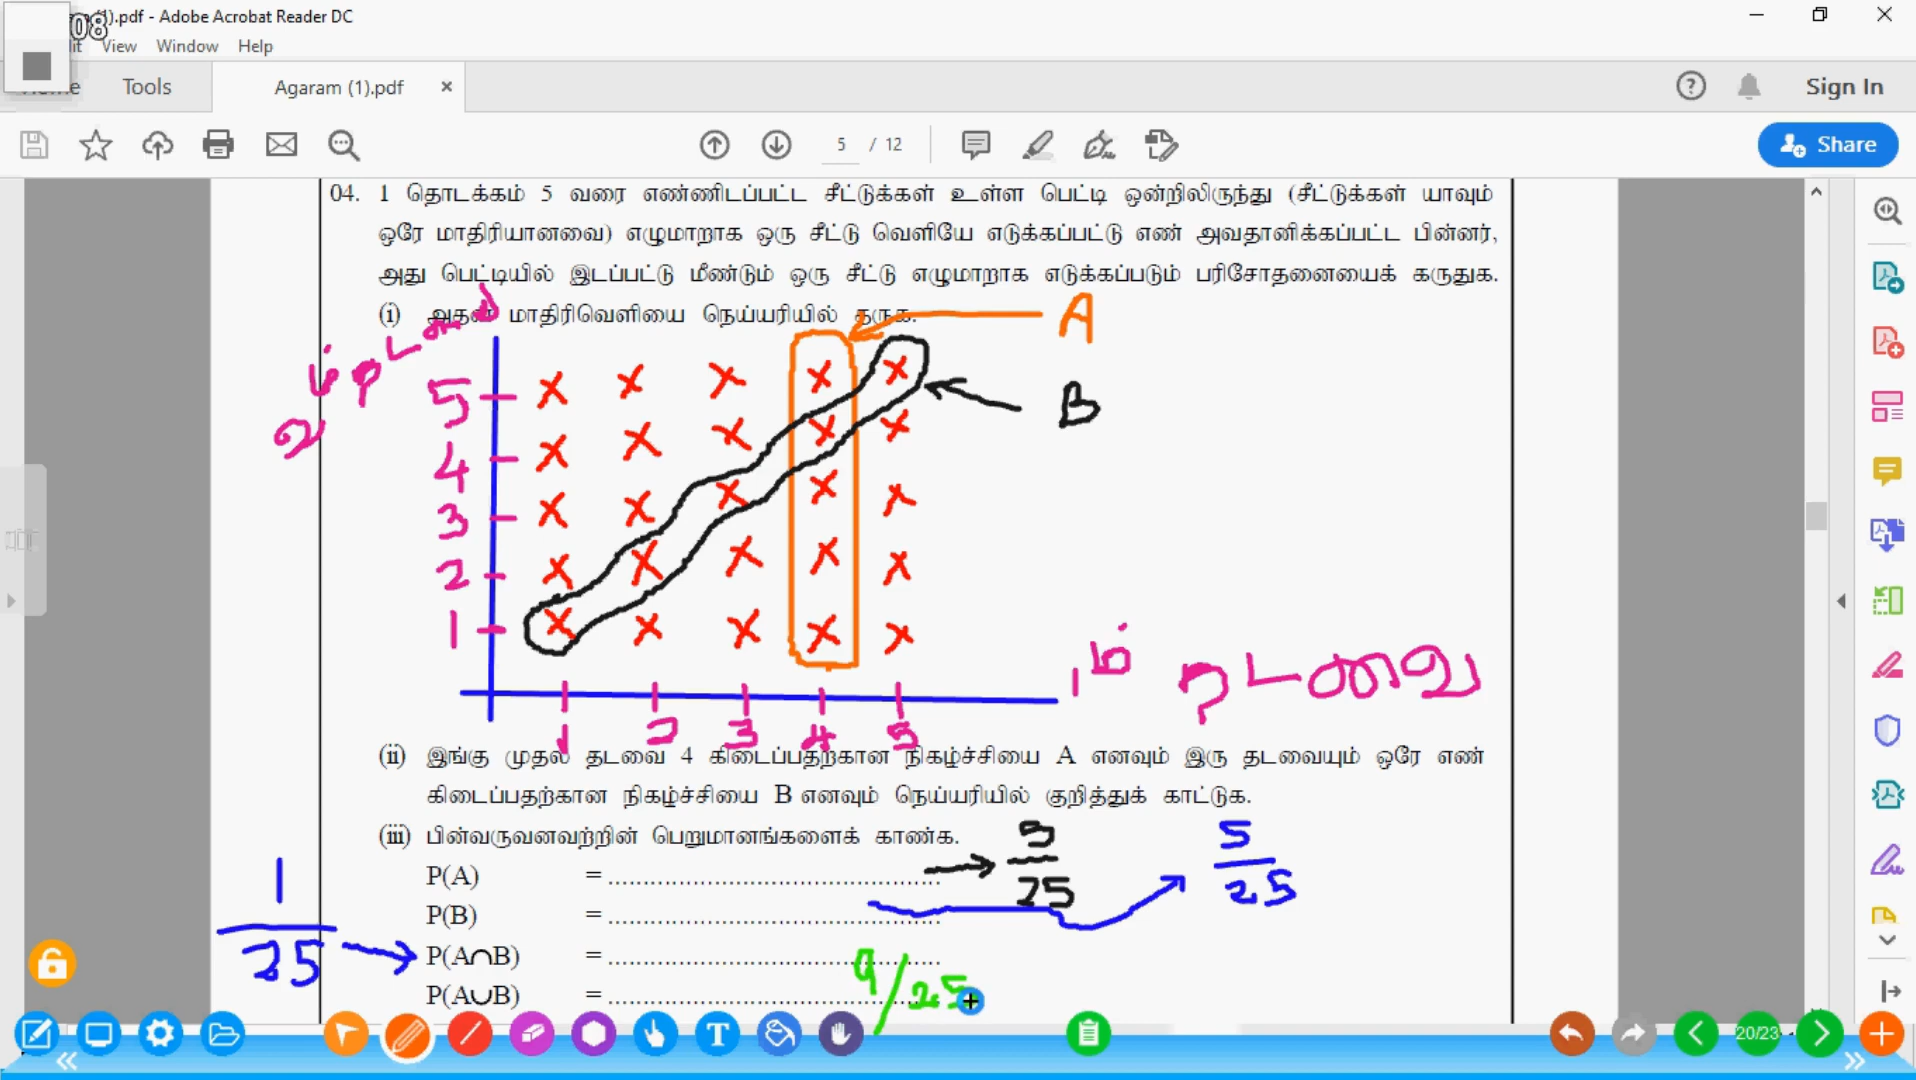 08
).pdf - Adobe Acrobat Reader DC
View Window Help
Tools Agaram (1).pdf × Sign In
5 / 12 Share
04. 1 தொடக்கம் 5 வரை எண்ணிடப்பட்ட சீட்டுக்கள் உள்ள பெட்டி ஒன்றிலிருந்து (சீட்டுக்கள் யாவும்
ஒரே மாதிரியானவை) எழுமாறாக ஒரு சீட்டு வெளியே எடுக்கப்பட்டு எண் அவதானிக்கப்பட்ட பின்னர்,
அது பெட்டியில் இடப்பட்டு மீண்டும் ஒரு சீட்டு எழுமாறாக எடுக்கப்படும் பரிசோதனையைக் கருதுக.
(i) அதன் மாதிரிவெளியை நெய்யரியில் தருக.
A
B
5
4
3
2
1
1 2 3 4 5
(ii) இங்கு முதல் தடவை 4 கிடைப்பதற்கான நிகழ்ச்சியை A எனவும் இரு தடவையும் ஒரே எண்
கிடைப்பதற்கான நிகழ்ச்சியை B எனவும் நெய்யரியில் குறித்துக் காட்டுக.
(iii) பின்வருவனவற்றின் பெறுமானங்களைக் காண்க.
P(A) = ................................................ 5/25
P(B) = ................................................ 5/25
1/25 P(A∩B) = ................................................
P(A∪B) = ................................................ 9/25
20/23